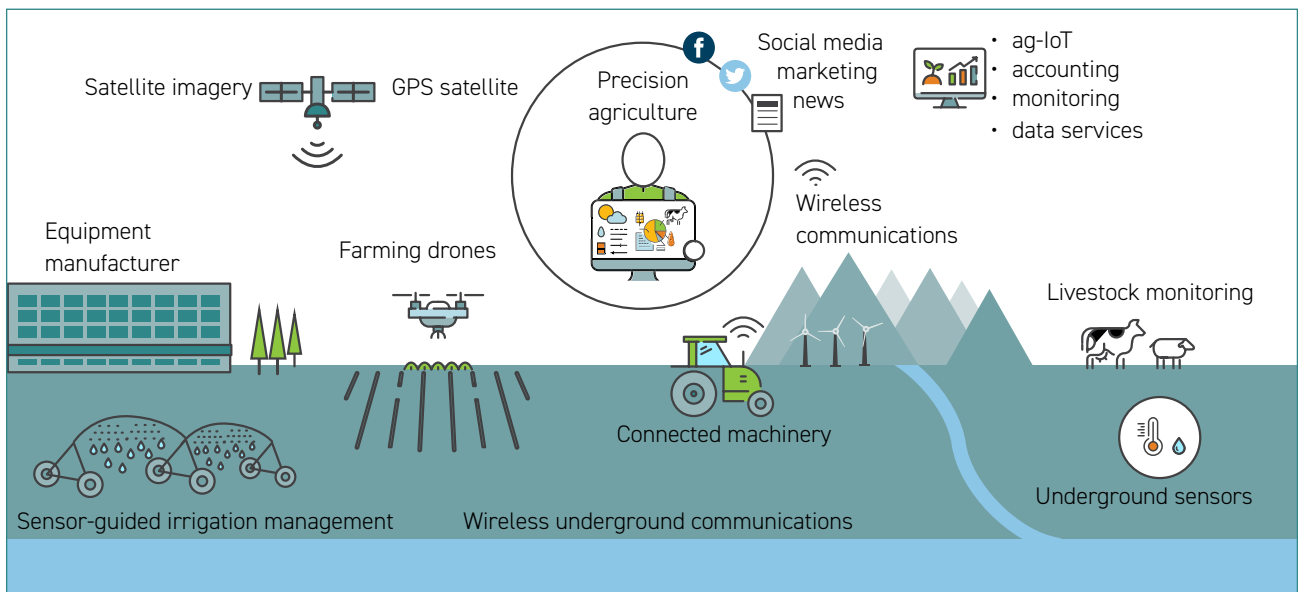 Satellite imagery
GPS satellite
Precision
agriculture
f
Social media
marketing
news
• ag-IoT
• accounting
• monitoring
• data services
Wireless
communications
Equipment
manufacturer
Farming drones
Livestock monitoring
Connected machinery
Underground sensors
Sensor-guided irrigation management
Wireless underground communications